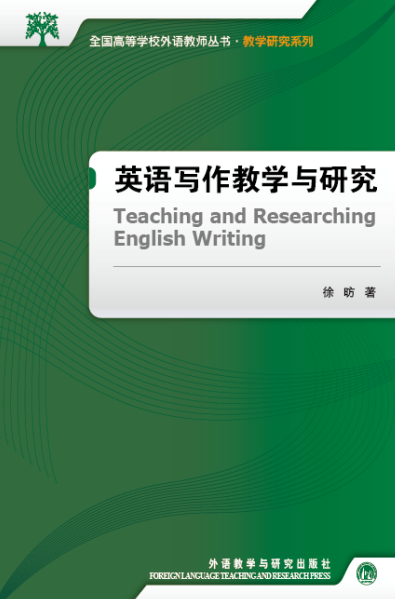 全国高等学校外语教师丛书·教学研究系列
英语写作教学与研究
Teaching and Researching
English Writing
徐 昉 著
外语教学与研究出版社
FOREIGN LANGUAGE TEACHING AND RESEARCH PRESS